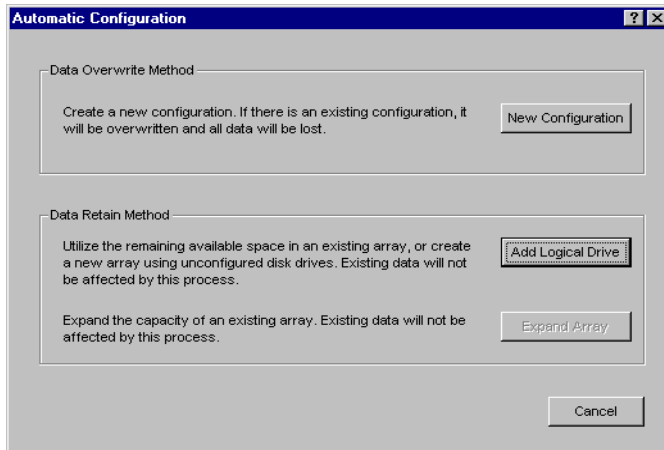 Automatic Configuration
Data Overwrite Method
Create a new configuration. If there is an existing configuration, it
will be overwritten and all data will be lost.
New Configuration
Data Retain Method
Utilize the remaining available space in an existing array, or create
a new array using unconfigured disk drives. Existing data will not
be affected by this process.
Add Logical Drive
Expand the capacity of an existing array. Existing data will not be
affected by this process.
Expand Array
Cancel